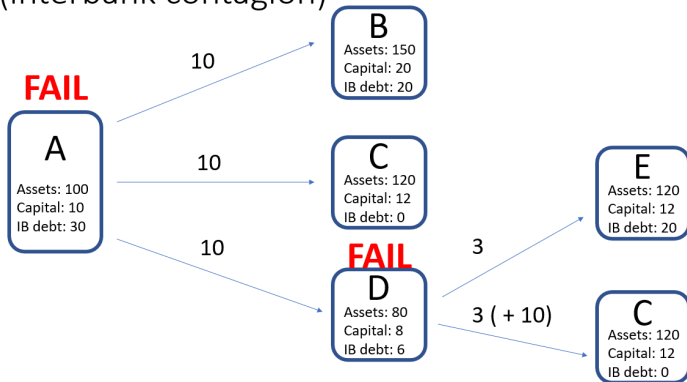 (interbank contagion)
FAIL
A
Assets: 100
Capital: 10
IB debt: 30
10
10
10
B
Assets: 150
Capital: 20
IB debt: 20
C
Assets: 120
Capital: 12
IB debt: 0
FAIL
D
Assets: 80
Capital: 8
IB debt: 6
3
3 ( + 10)
E
Assets: 120
Capital: 12
IB debt: 20
C
Assets: 120
Capital: 12
IB debt: 0